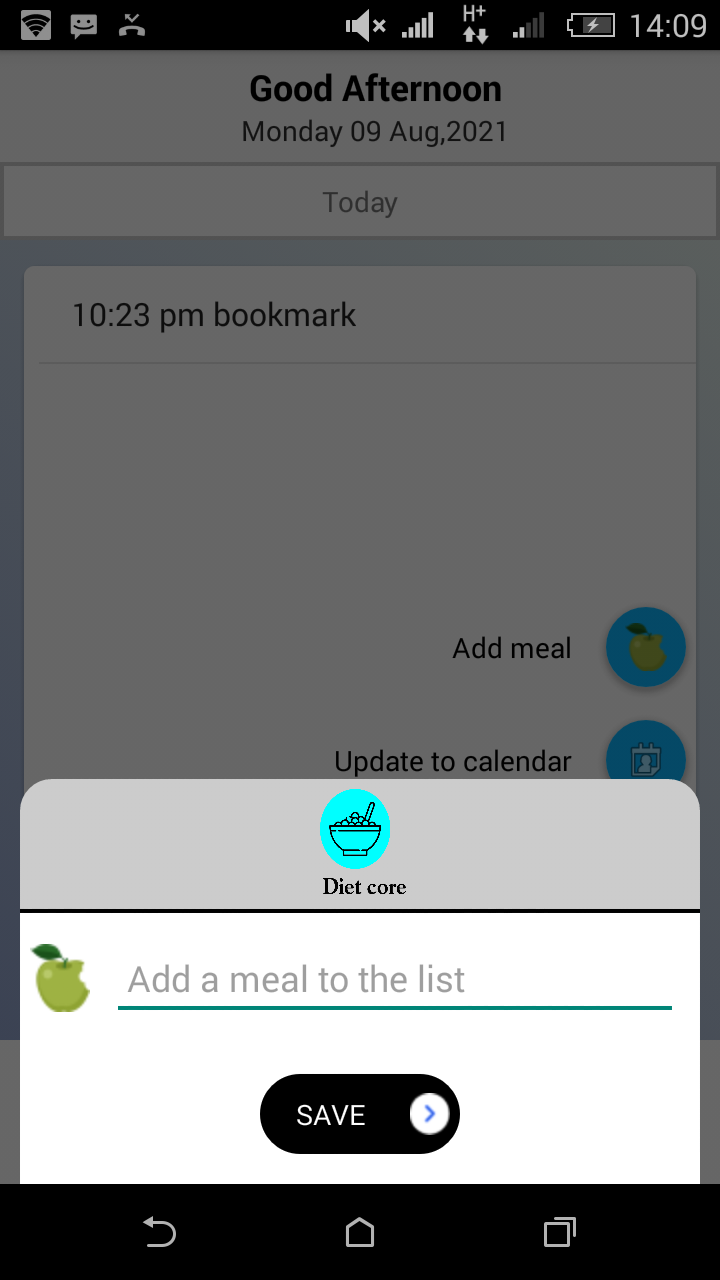 H+
14:09
Good Afternoon
Monday 09 Aug,2021
Today
10:23 pm bookmark
Add meal
Update to calendar
Diet core
Add a meal to the list
SAVE